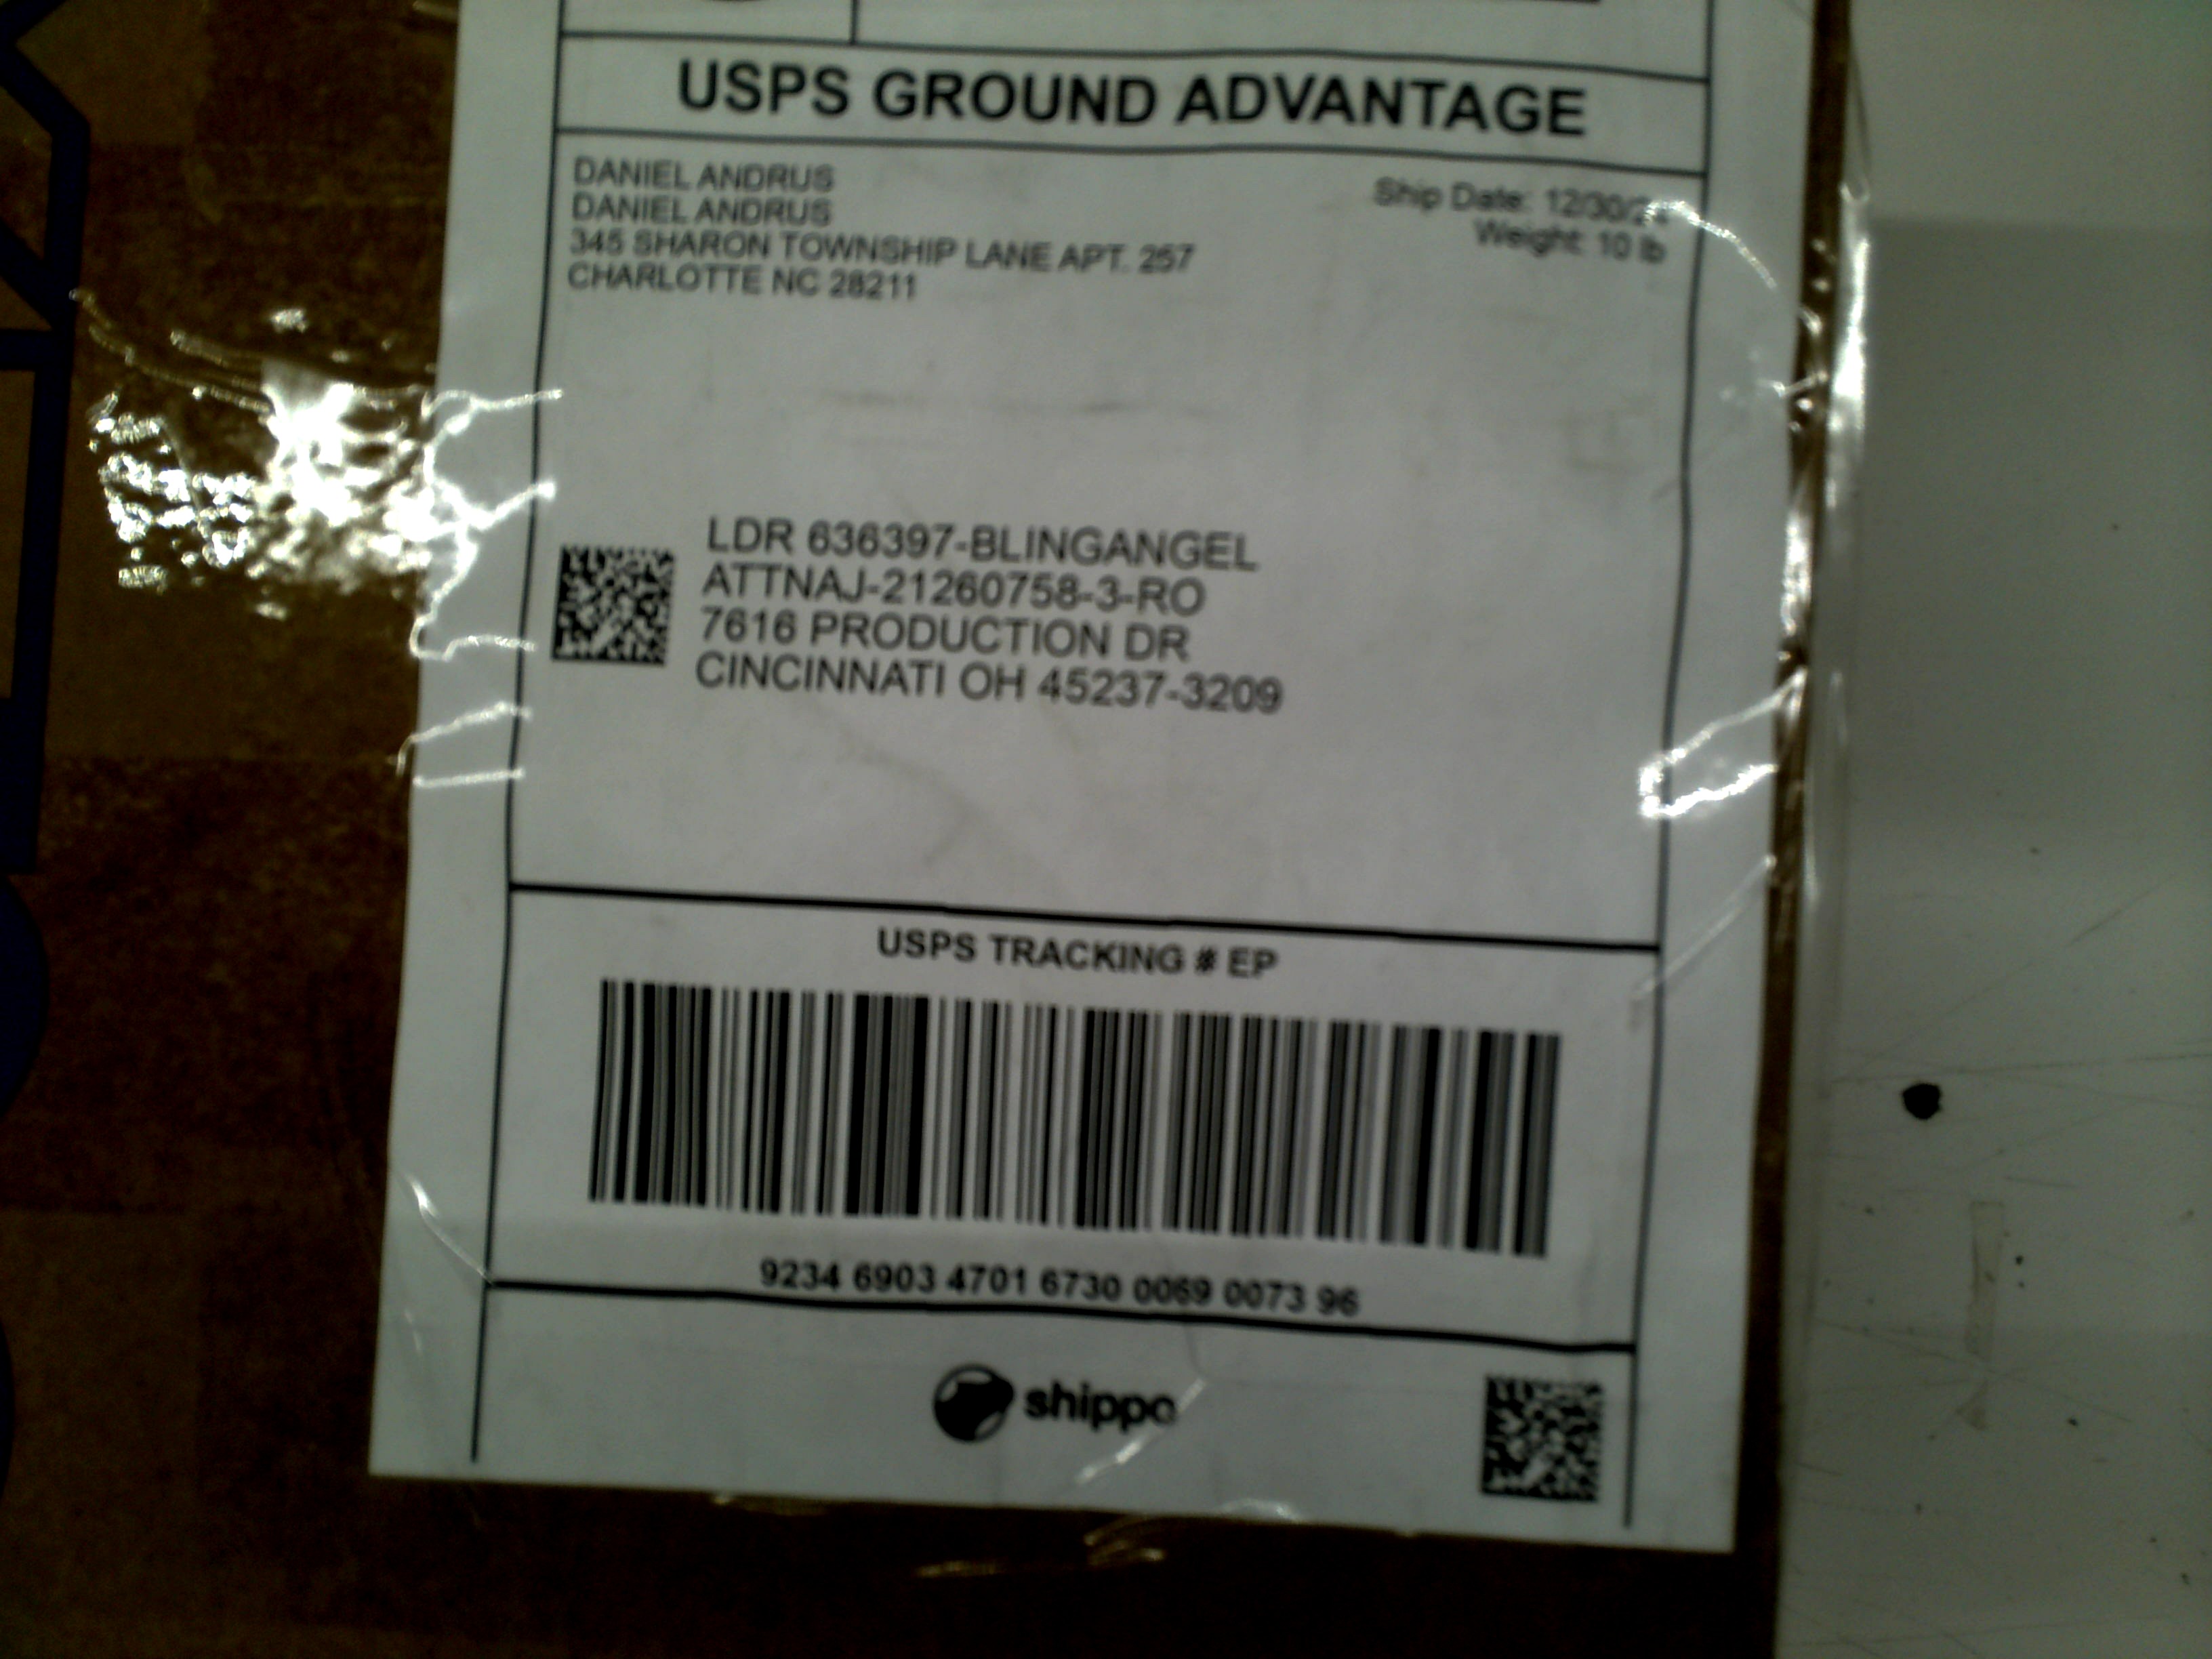 USPS GROUND ADVANTAGE
DANIEL ANDRUS
DANIEL ANDRUS
345 SHARON TOWNSHIP LANE APT. 257
CHARLOTTE NC 28211
Ship Date: 12/30/24
Weight: 10 lb
LDR 636397-BLINGANGEL
ATTNAJ-21260758-3-RO
7616 PRODUCTION DR
CINCINNATI OH 45237-3209
USPS TRACKING # EP
9234 6903 4701 6730 0069 0073 96
shippo